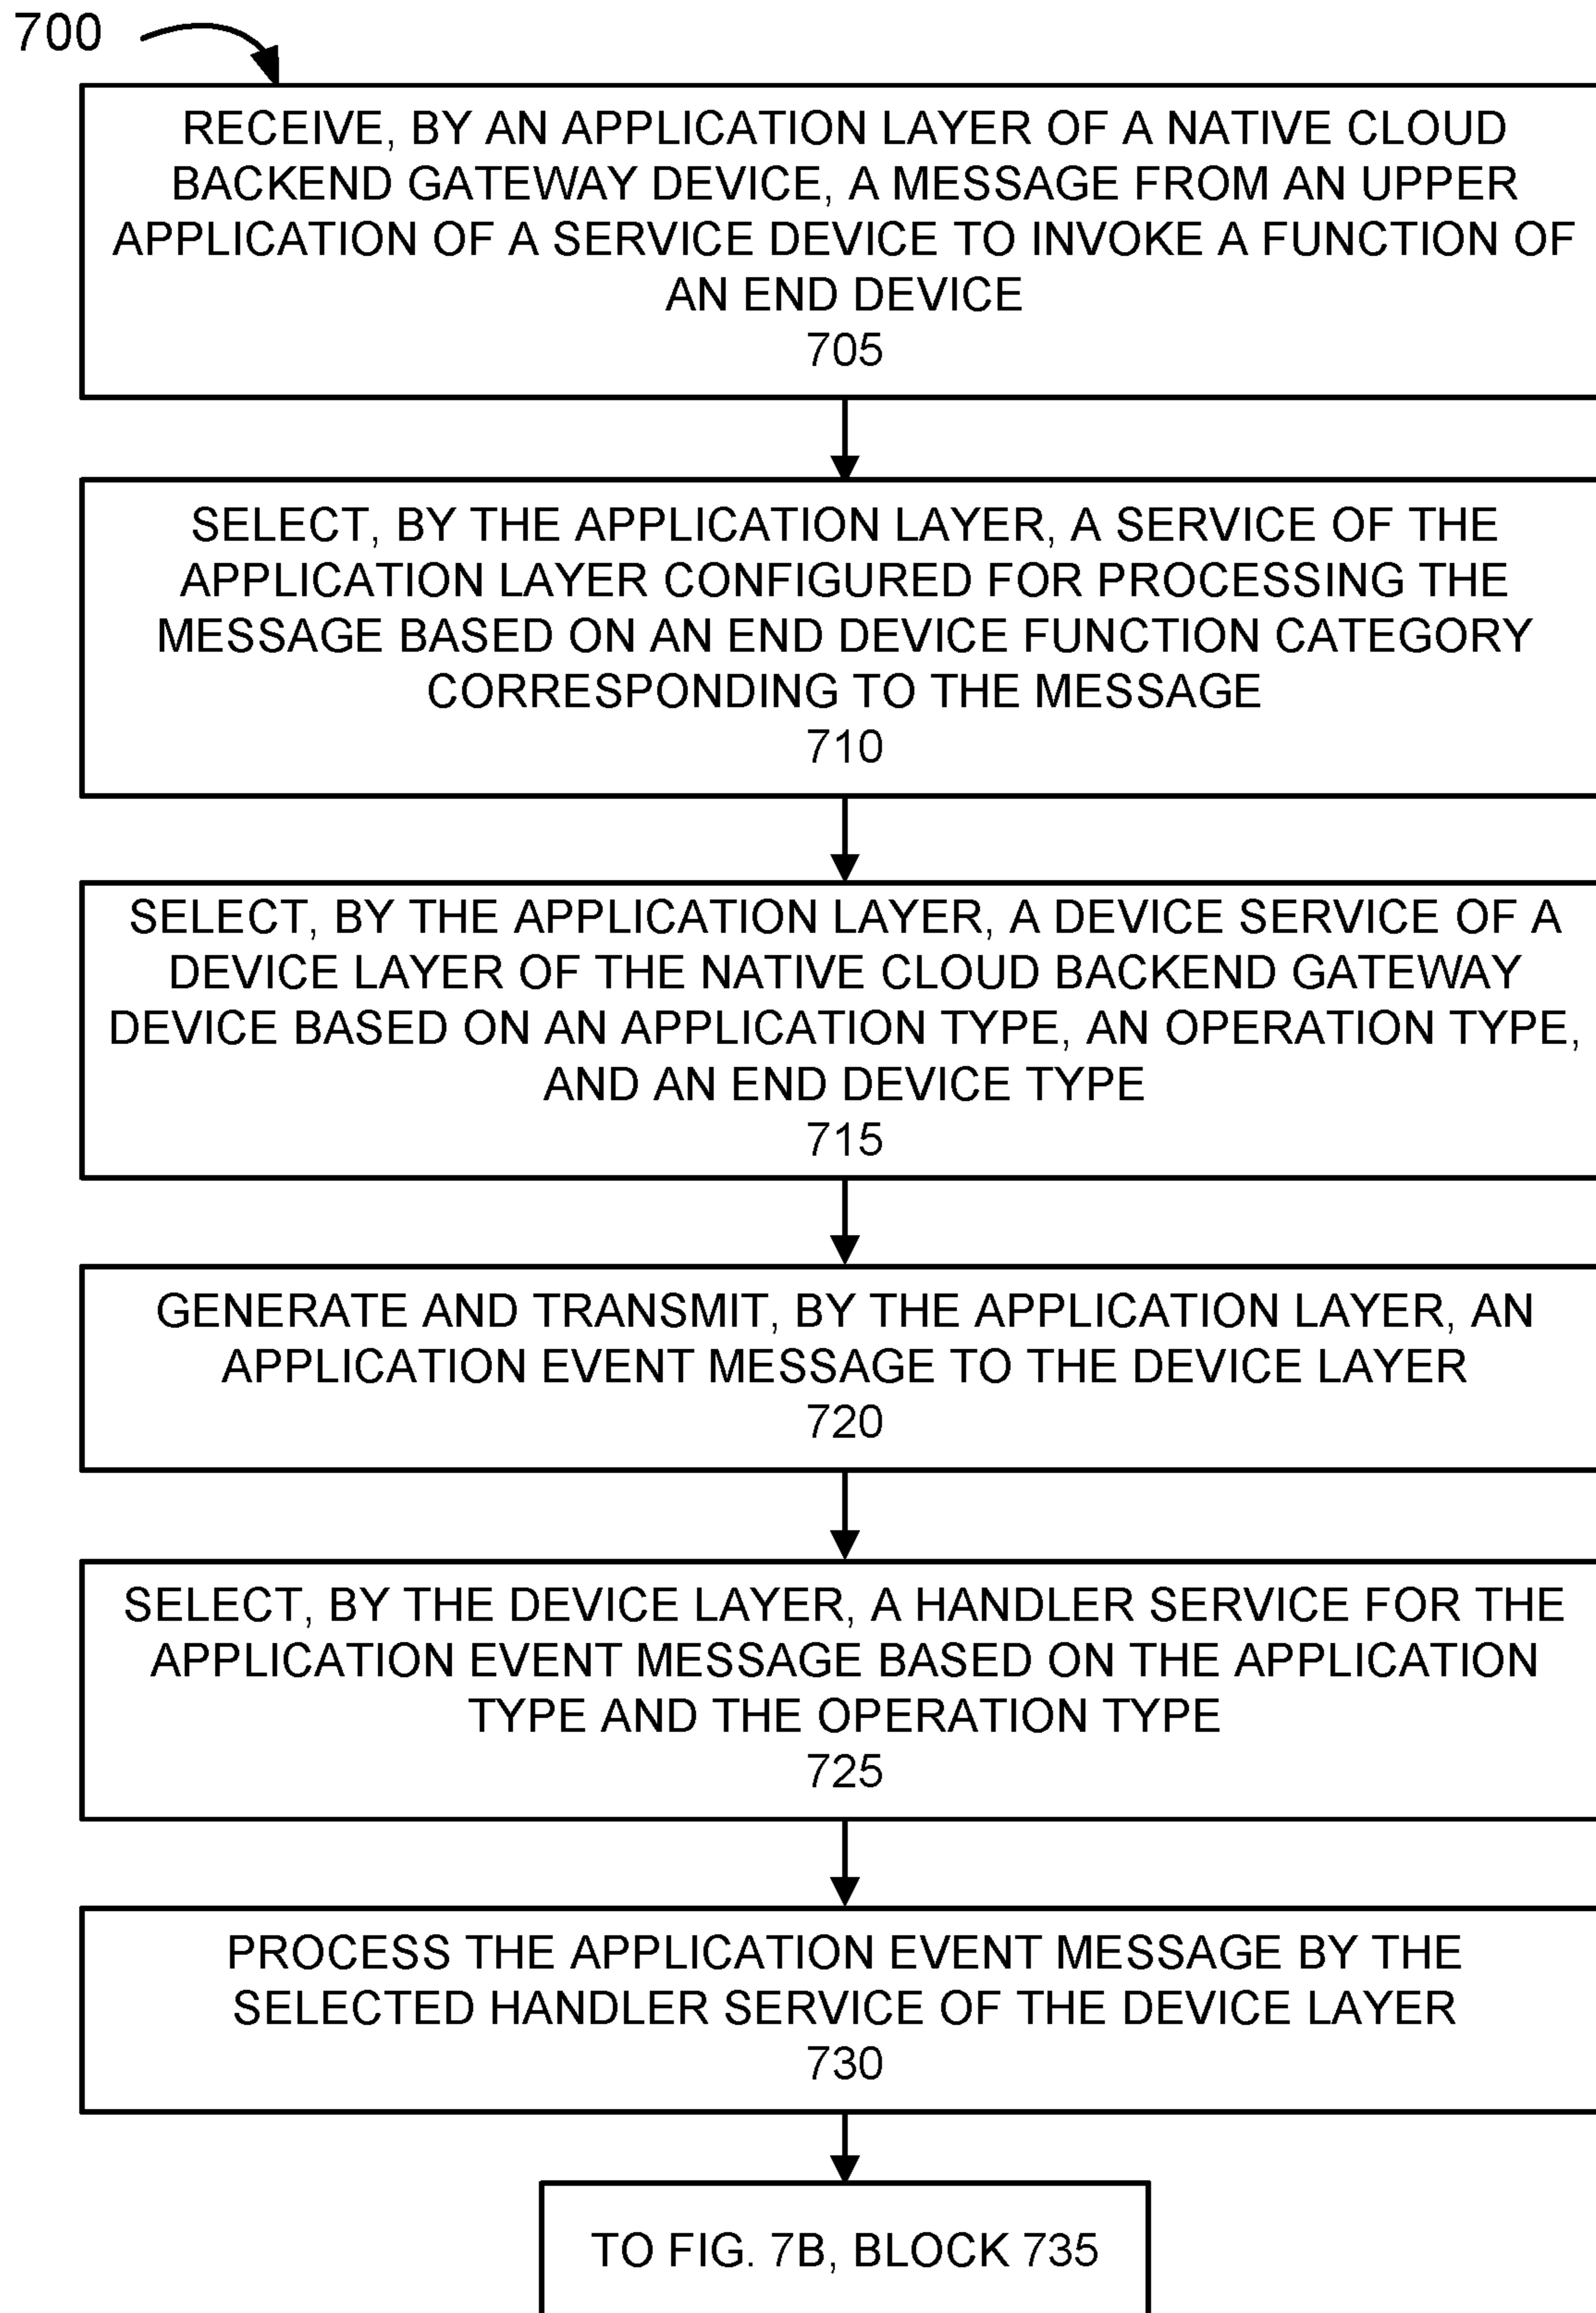 700
RECEIVE, BY AN APPLICATION LAYER OF A NATIVE CLOUD
BACKEND GATEWAY DEVICE, A MESSAGE FROM AN UPPER
APPLICATION OF A SERVICE DEVICE TO INVOKE A FUNCTION OF
AN END DEVICE
705
SELECT, BY THE APPLICATION LAYER, A SERVICE OF THE
APPLICATION LAYER CONFIGURED FOR PROCESSING THE
MESSAGE BASED ON AN END DEVICE FUNCTION CATEGORY
CORRESPONDING TO THE MESSAGE
710
SELECT, BY THE APPLICATION LAYER, A DEVICE SERVICE OF A
DEVICE LAYER OF THE NATIVE CLOUD BACKEND GATEWAY
DEVICE BASED ON AN APPLICATION TYPE, AN OPERATION TYPE,
AND AN END DEVICE TYPE
715
GENERATE AND TRANSMIT, BY THE APPLICATION LAYER, AN
APPLICATION EVENT MESSAGE TO THE DEVICE LAYER
720
SELECT, BY THE DEVICE LAYER, A HANDLER SERVICE FOR THE
APPLICATION EVENT MESSAGE BASED ON THE APPLICATION
TYPE AND THE OPERATION TYPE
725
PROCESS THE APPLICATION EVENT MESSAGE BY THE
SELECTED HANDLER SERVICE OF THE DEVICE LAYER
730
TO FIG. 7B, BLOCK 735